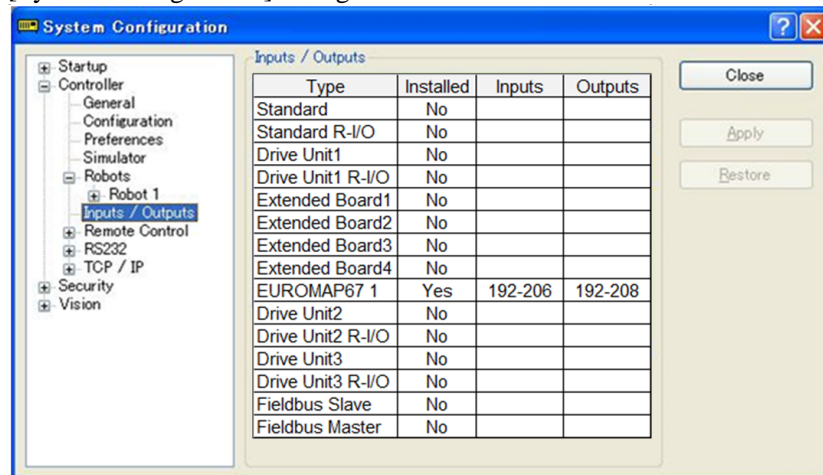 System Configuration
Startup
Controller
General
Configuration
Preferences
Simulator
Robots
Robot 1
Inputs / Outputs
Remote Control
RS232
TCP / IP
Security
Vision
Inputs / Outputs
Type Installed Inputs Outputs
Standard No
Standard R-I/O No
Drive Unit1 No
Drive Unit1 R-I/O No
Extended Board1 No
Extended Board2 No
Extended Board3 No
Extended Board4 No
EUROMAP67 1 Yes 192-206 192-208
Drive Unit2 No
Drive Unit2 R-I/O No
Drive Unit3 No
Drive Unit3 R-I/O No
Fieldbus Slave No
Fieldbus Master No
Close
Apply
Restore